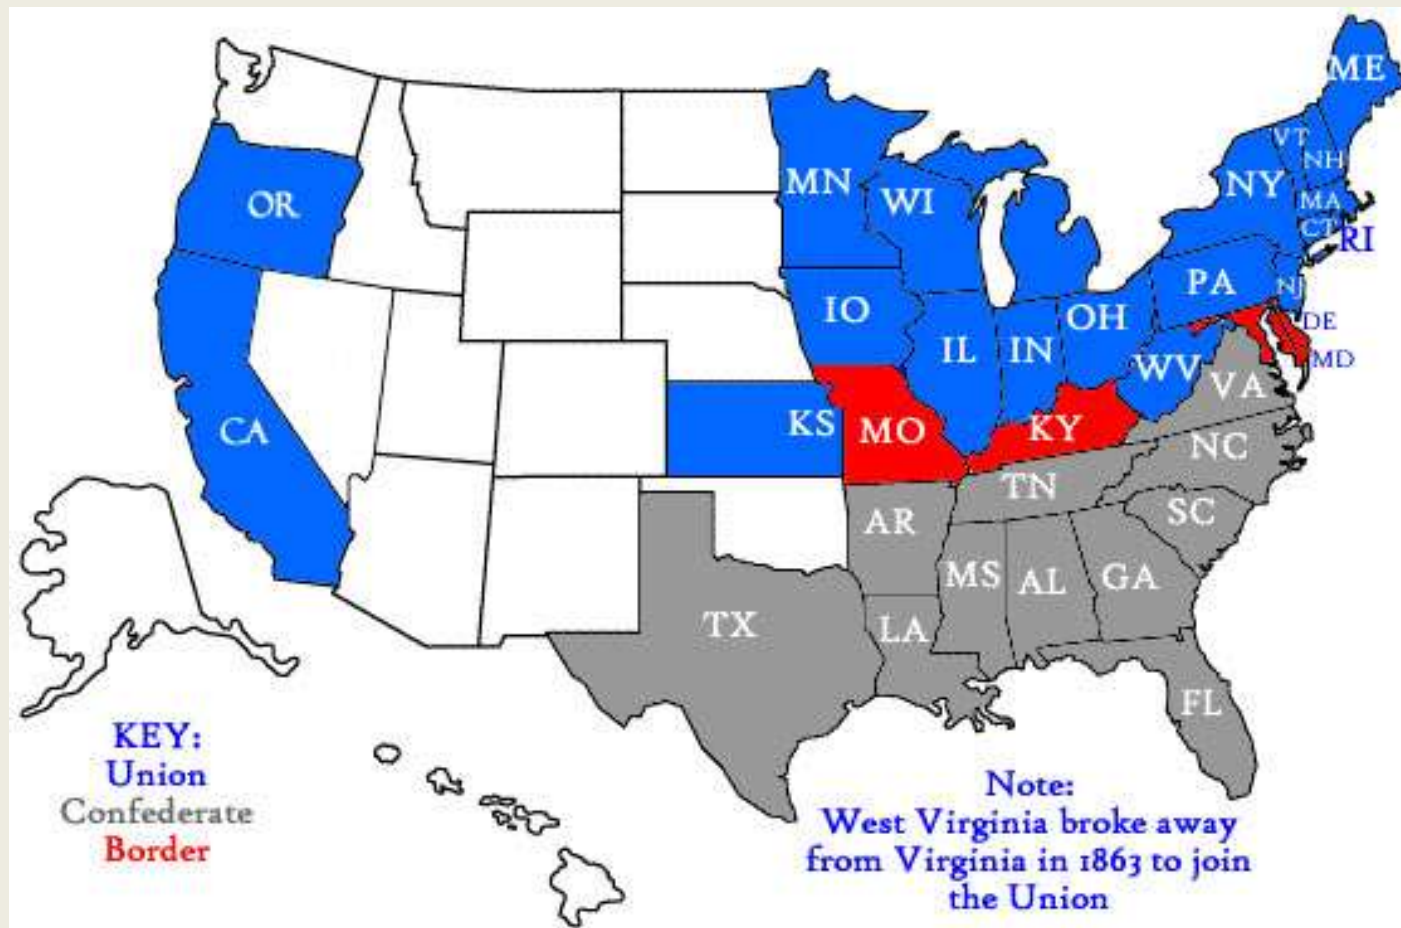 ME
VT
NH
MN
WI
NY
MA
OR
CT
RI
PA
NJ
IO
OH
DE
IL
IN
MD
WV
VA
KS
MO
KY
CA
NC
TN
SC
AR
MS
AL
GA
TX
LA
FL
KEY:
Union
Confederate
Border
Note:
West Virginia broke away
from Virginia in 1863 to join
the Union